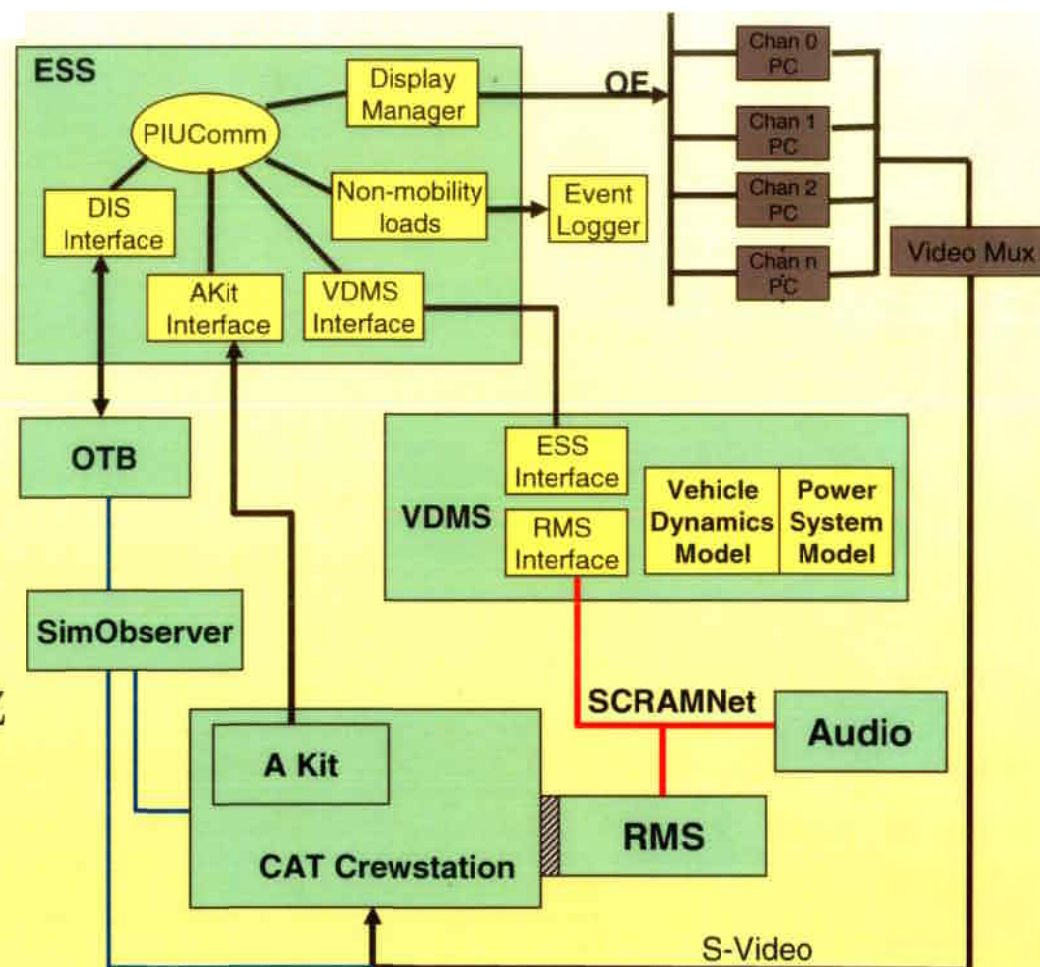 ESS
Display
Manager
PIUComm
DIS
Interface
Non-mobility
loads
Event
Logger
AKit
Interface
VDMS
Interface
Chan 0
PC
Chan 1
PC
Chan 2
PC
Chan n
PC
Video Mux
OTB
VDMS
ESS
Interface
RMS
Interface
Vehicle
Dynamics
Model
Power
System
Model
SimObserver
Z
SCRAMNet
Audio
A Kit
RMS
CAT Crewstation
S-Video